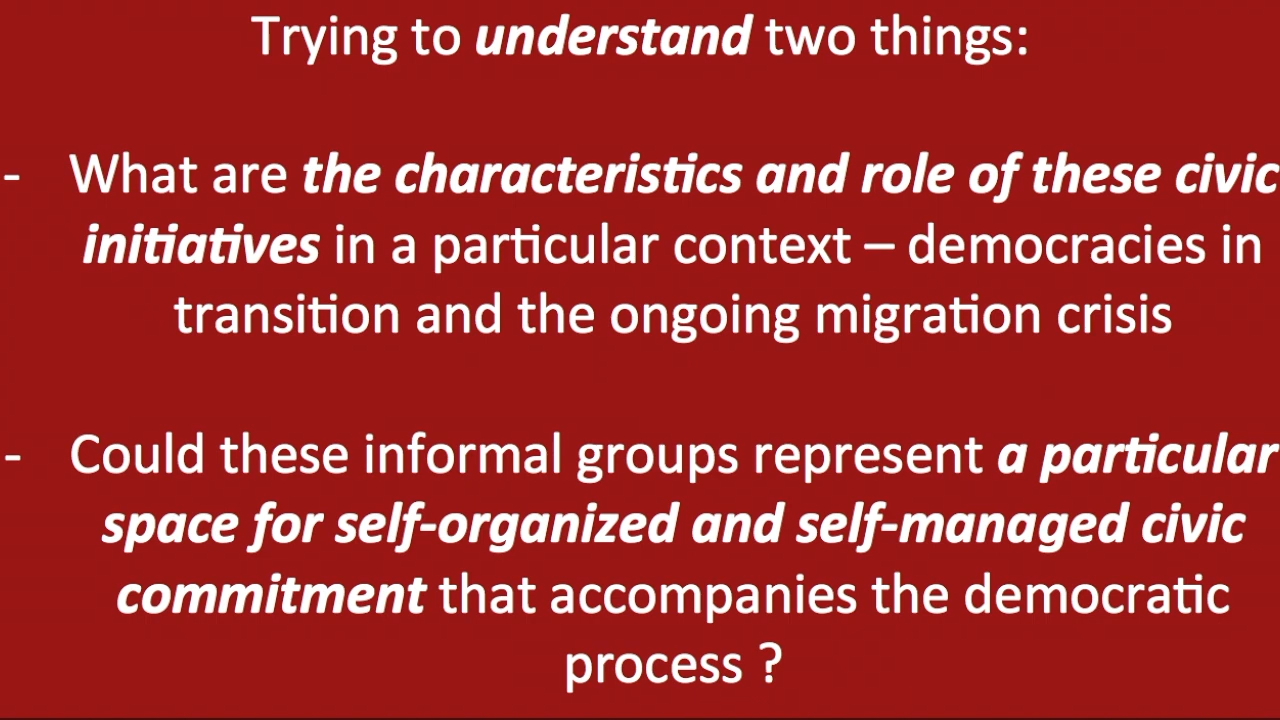 Trying to understand two things:
- What are the characteristics and role of these civic
initiatives in a particular context – democracies in
transition and the ongoing migration crisis
- Could these informal groups represent a particular
space for self-organized and self-managed civic
commitment that accompanies the democratic
process ?